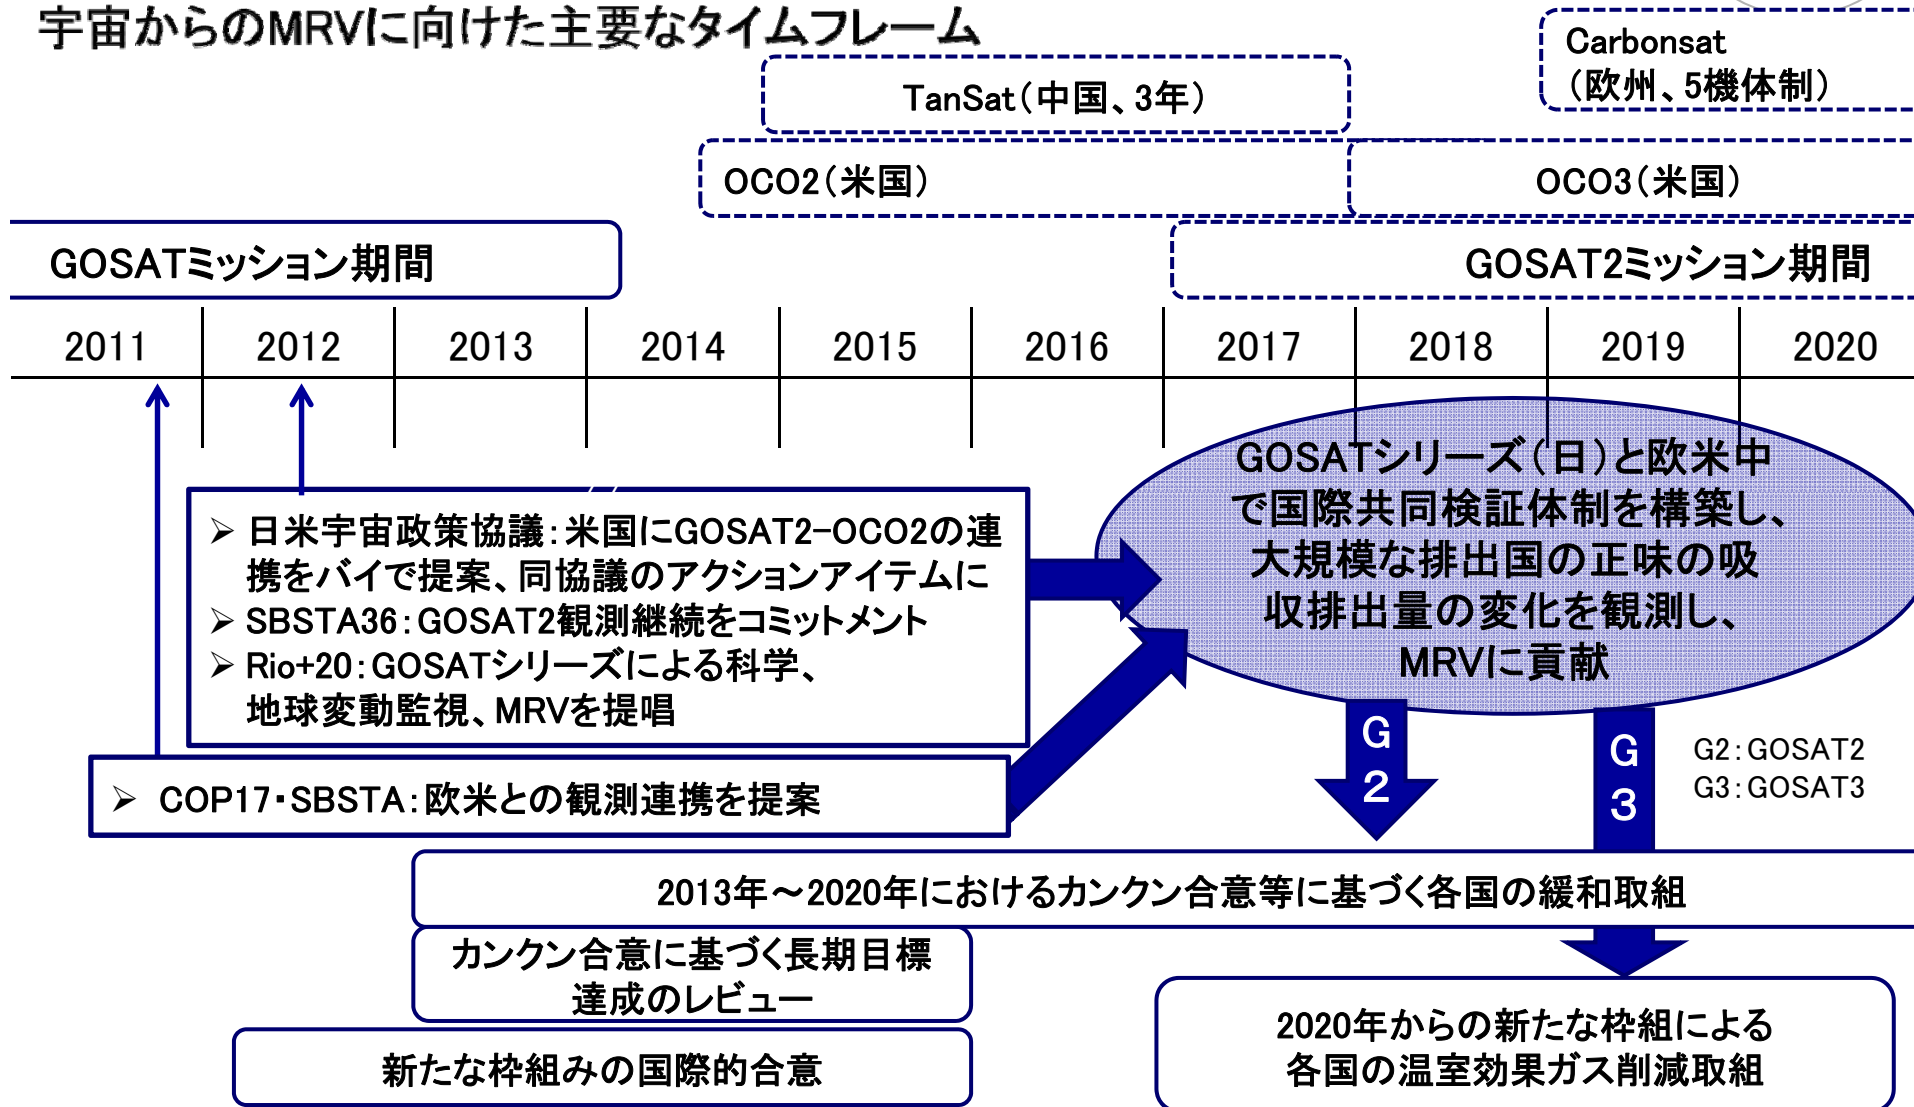 宇宙からのMRVに向けた主要なタイムフレーム
Carbonsat
（欧州、5機体制）
TanSat（中国、3年）
OCO2（米国）
OCO3（米国）
GOSATミッション期間
GOSAT2ミッション期間
2011 2012 2013 2014 2015 2016 2017 2018 2019 2020
GOSATシリーズ（日）と欧米中
で国際共同検証体制を構築し、
大規模な排出国の正味の吸
収排出量の変化を観測し、
MRVに貢献
➢ 日米宇宙政策協議：米国にGOSAT2-OCO2の連
携をバイで提案、同協議のアクションアイテムに
➢ SBSTA36：GOSAT2観測継続をコミットメント
➢ Rio+20：GOSATシリーズによる科学、
地球変動監視、MRVを提唱
➢ COP17・SBSTA：欧米との観測連携を提案
G
2
G
3
G2：GOSAT2
G3：GOSAT3
2013年～2020年におけるカンクン合意等に基づく各国の緩和取組
カンクン合意に基づく長期目標
達成のレビュー
新たな枠組みの国際的合意
2020年からの新たな枠組による
各国の温室効果ガス削減取組